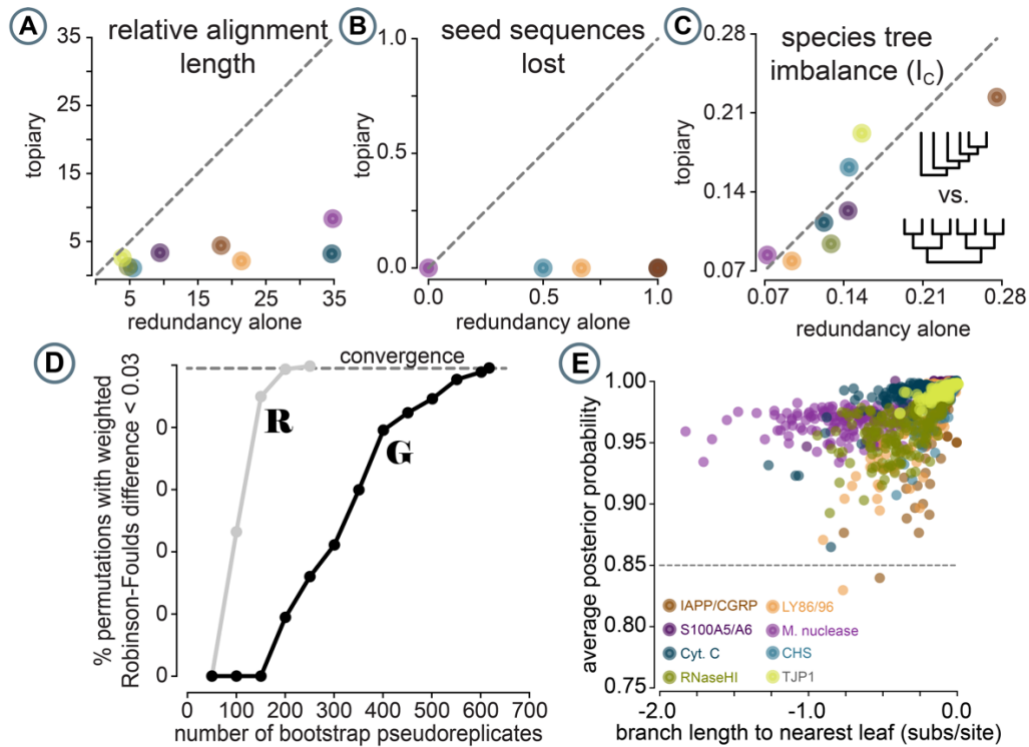 A
relative alignment
length
35
25
15
5
topiary
5
15
25
35
redundancy alone
B
seed sequences
lost
1.0
0.5
0.0
topiary
0.0
0.5
1.0
redundancy alone
C
species tree
imbalance (IC)
0.28
0.21
0.14
0.07
topiary
vs.
0.07
0.14
0.21
0.28
redundancy alone
D
% permutations with weighted
Robinson-Foulds difference < 0.03
convergence
R
G
0
0
0
0
0
0
100
200
300
400
500
600
700
number of bootstrap pseudoreplicates
E
average posterior probability
1.00
0.95
0.90
0.85
0.80
0.75
IAPP/CGRP
LY86/96
S100A5/A6
M. nuclease
Cyt. C
CHS
RNaseHI
TJP1
-2.0
-1.0
0.0
branch length to nearest leaf (subs/site)